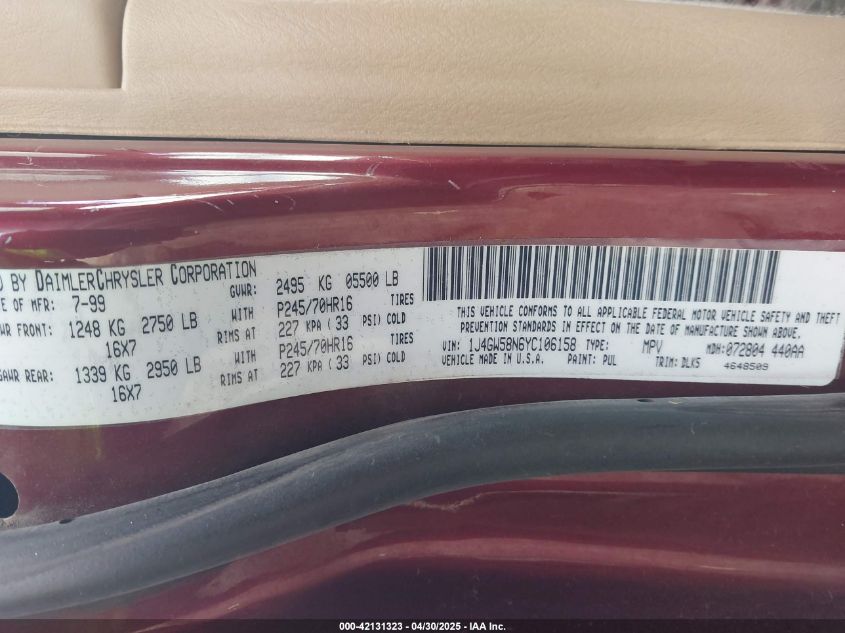 D BY DAIMLERCHRYSLER CORPORATION GVWR: 2495 KG 05500 LB
E OF MFR: 7-99
WR FRONT: 1248 KG 2750 LB WITH P245/70HR16 TIRES
16X7 RIMS AT 227 KPA ( 33 PSI) COLD
GAWR REAR: 1339 KG 2950 LB WITH P245/70HR16 TIRES
16X7 RIMS AT 227 KPA ( 33 PSI) COLD
THIS VEHICLE CONFORMS TO ALL APPLICABLE FEDERAL MOTOR VEHICLE SAFETY AND THEFT
PREVENTION STANDARDS IN EFFECT ON THE DATE OF MANUFACTURE SHOWN ABOVE.
VIN: 1J4GW58N6YC106158 TYPE: MPV MDH: 072804 440AA
VEHICLE MADE IN U.S.A. PAINT: PUL TRIM: DLK5 4648509
000-42131323 - 04/30/2025 - IAA Inc.